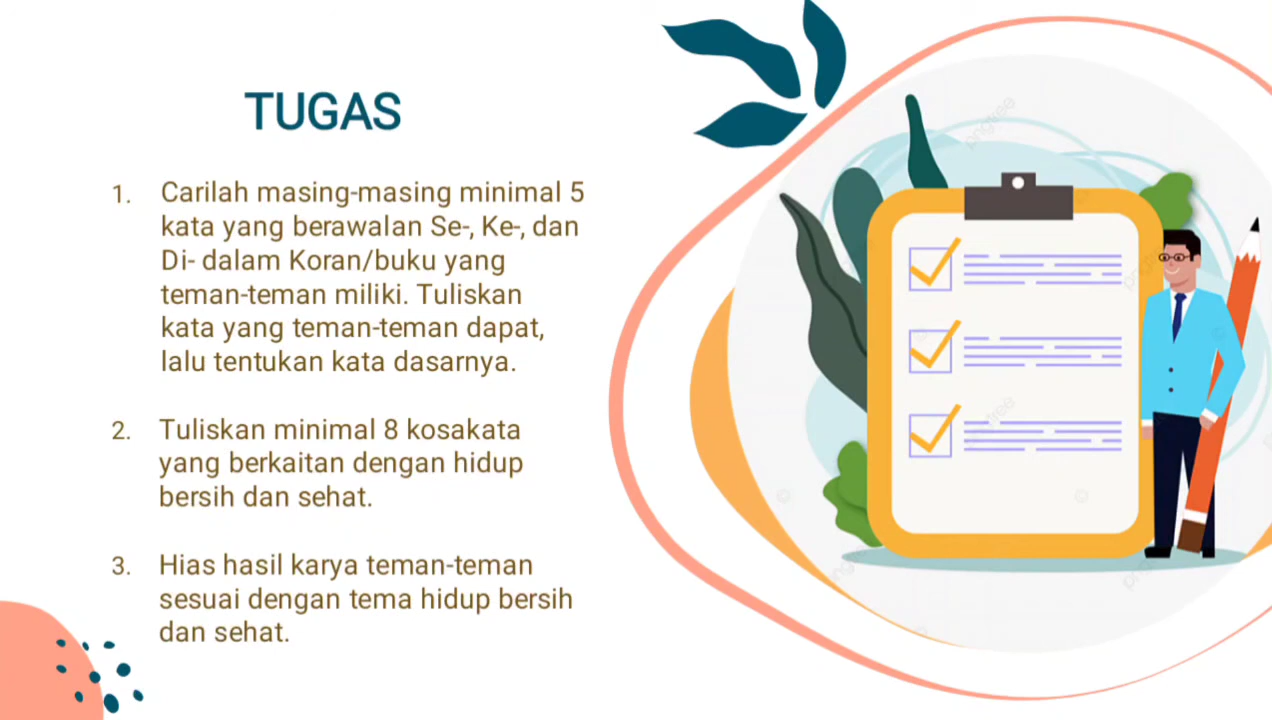 TUGAS
1. Carilah masing-masing minimal 5
kata yang berawalan Se-, Ke-, dan
Di- dalam Koran/buku yang
teman-teman miliki. Tuliskan
kata yang teman-teman dapat,
lalu tentukan kata dasarnya.
2. Tuliskan minimal 8 kosakata
yang berkaitan dengan hidup
bersih dan sehat.
3. Hias hasil karya teman-teman
sesuai dengan tema hidup bersih
dan sehat.
pngtree